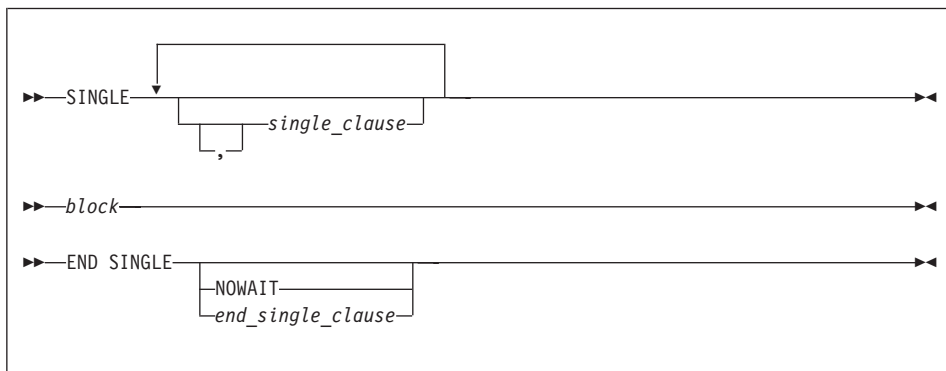 SINGLE
single_clause
,
block
END SINGLE
NOWAIT
end_single_clause